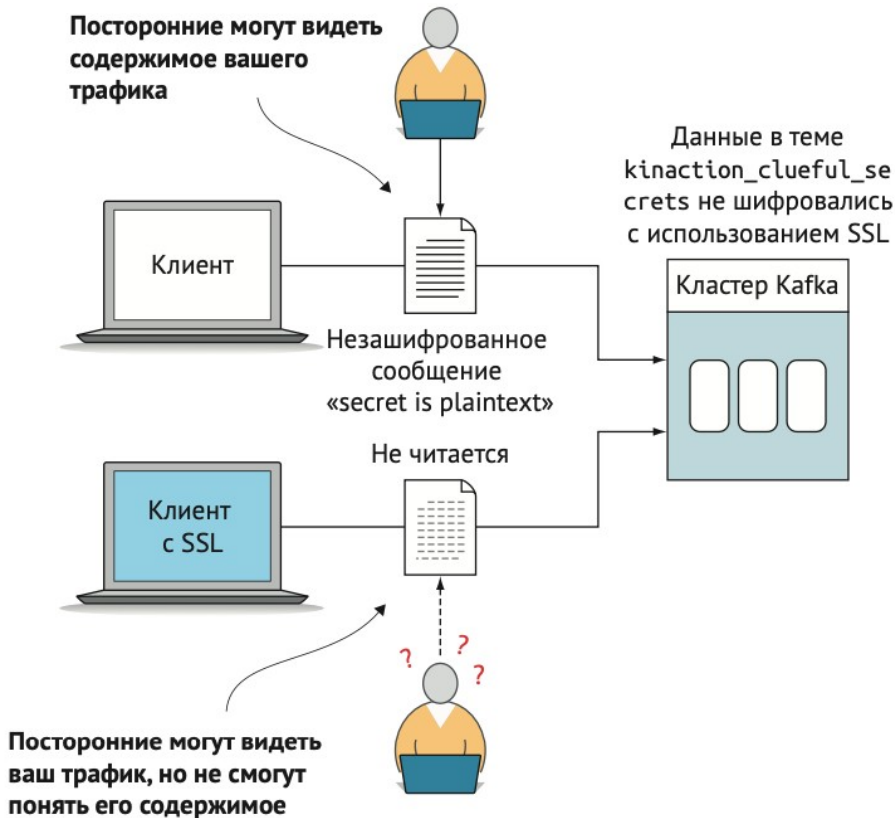 Посторонние могут видеть
содержимое вашего
трафика
Данные в теме
kinaction_clueful_se
crets не шифровались
с использованием SSL
Клиент
Кластер Kafka
Незашифрованное
сообщение
«secret is plaintext»
Не читается
Клиент
с SSL
? ? ?
Посторонние могут видеть
ваш трафик, но не смогут
понять его содержимое